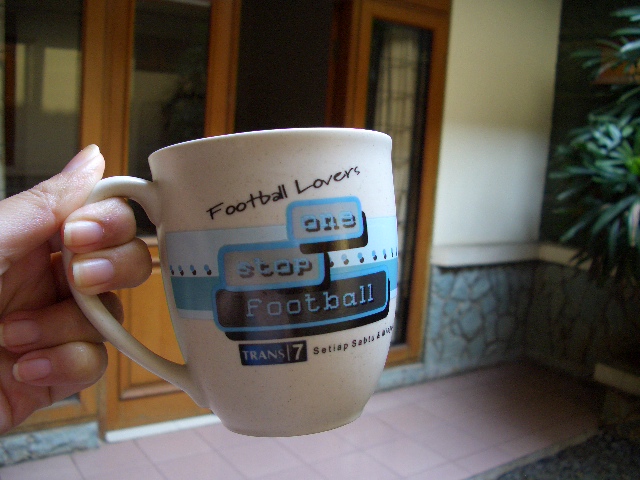 Football Lovers
one
stop
football
TRANS|7 Setiap Sabtu &